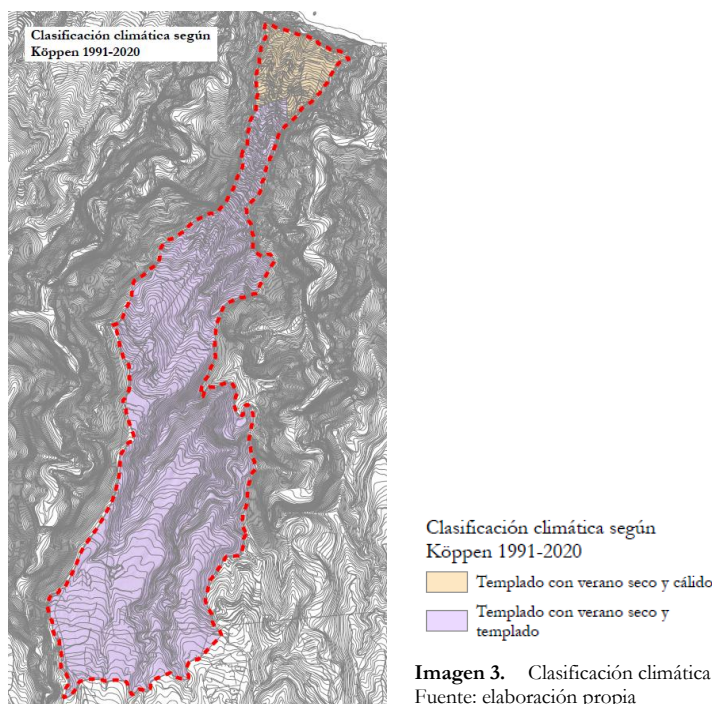 Clasificación climática según
Köppen 1991-2020
Clasificación climática según
Köppen 1991-2020
Templado con verano seco y cálido
Templado con verano seco y
templado
Imagen 3. Clasificación climática
Fuente: elaboración propia